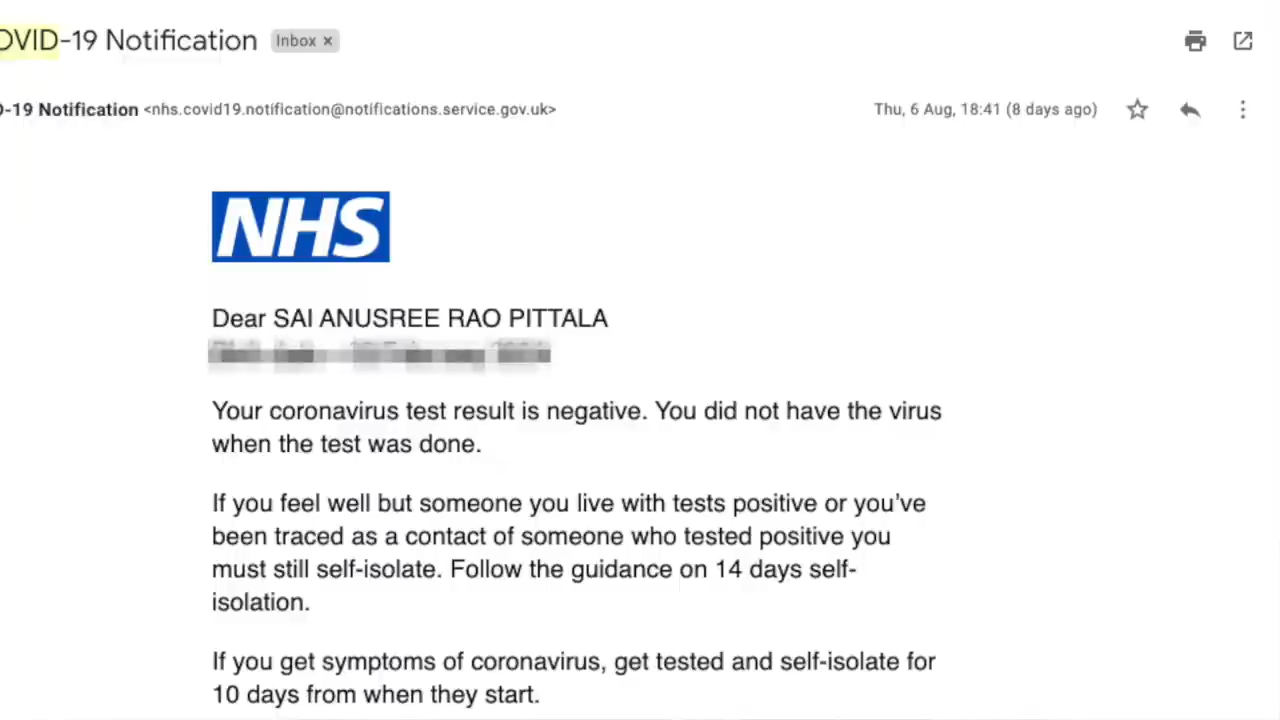 OVID-19 Notification Inbox ×
-19 Notification <nhs.covid19.notification@notifications.service.gov.uk> Thu, 6 Aug, 18:41 (8 days ago)
NHS
Dear SAI ANUSREE RAO PITTALA
Your coronavirus test result is negative. You did not have the virus
when the test was done.
If you feel well but someone you live with tests positive or you've
been traced as a contact of someone who tested positive you
must still self-isolate. Follow the guidance on 14 days self-
isolation.
If you get symptoms of coronavirus, get tested and self-isolate for
10 days from when they start.